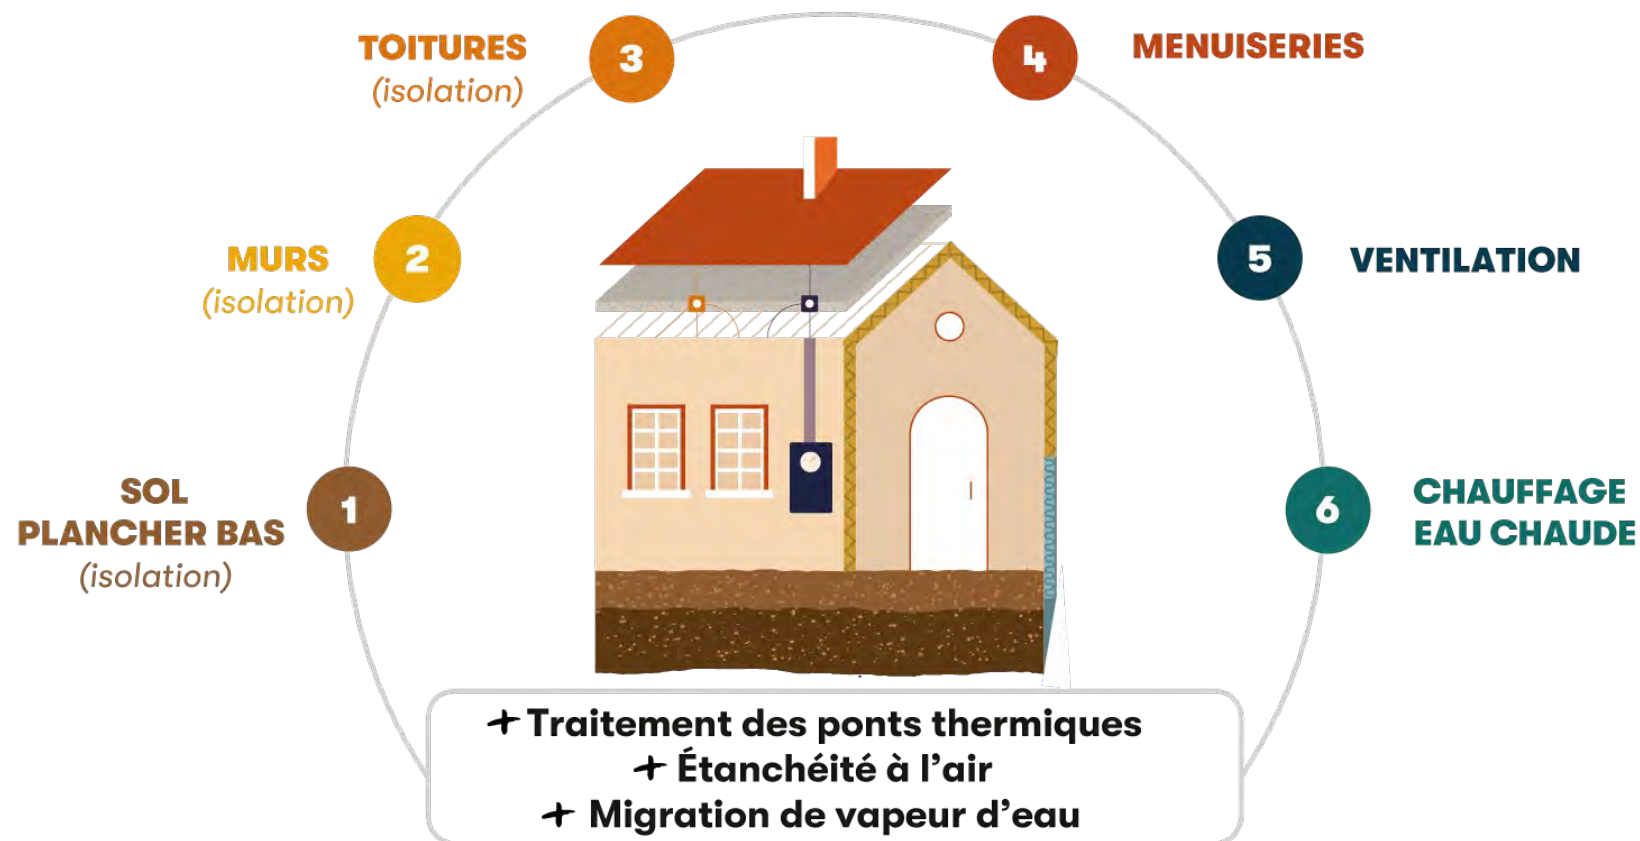 1
SOL
PLANCHER BAS
(isolation)
2
MURS
(isolation)
3
TOITURES
(isolation)
4
MENUISERIES
5
VENTILATION
6
CHAUFFAGE
EAU CHAUDE
+ Traitement des ponts thermiques
+ Étanchéité à l’air
+ Migration de vapeur d’eau